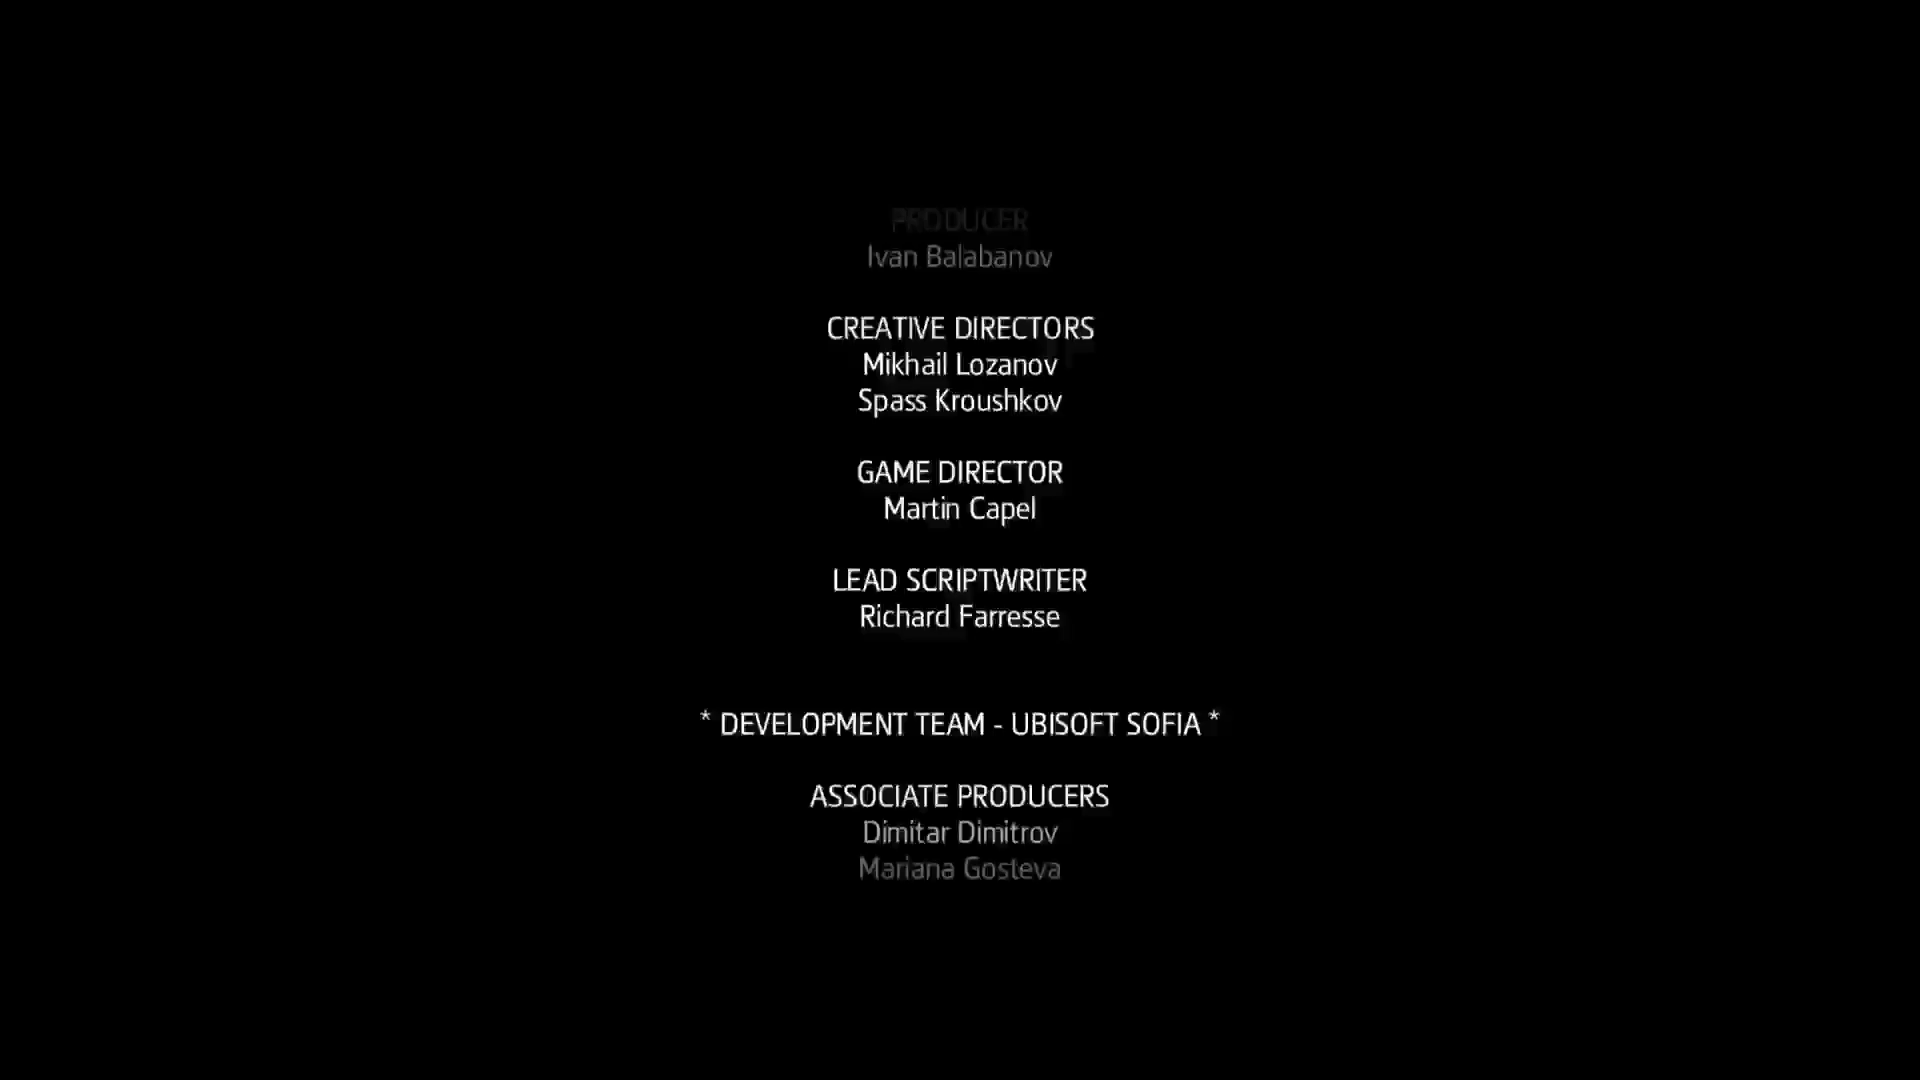 PRODUCER
Ivan Balabanov
CREATIVE DIRECTORS
Mikhail Lozanov
Spass Kroushkov
GAME DIRECTOR
Martin Capel
LEAD SCRIPTWRITER
Richard Farresse
* DEVELOPMENT TEAM - UBISOFT SOFIA *
ASSOCIATE PRODUCERS
Dimitar Dimitrov
Mariana Gosteva